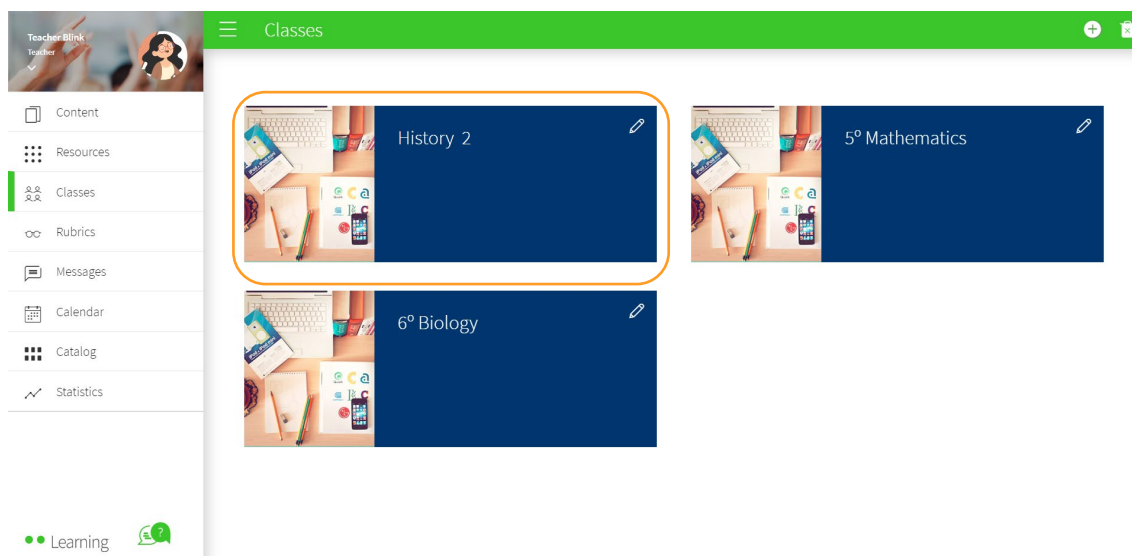 Teacher Blink
Teacher
Classes
Content
Resources
Classes
Rubrics
Messages
Calendar
Catalog
Statistics
History 2
5º Mathematics
6º Biology
Learning
?